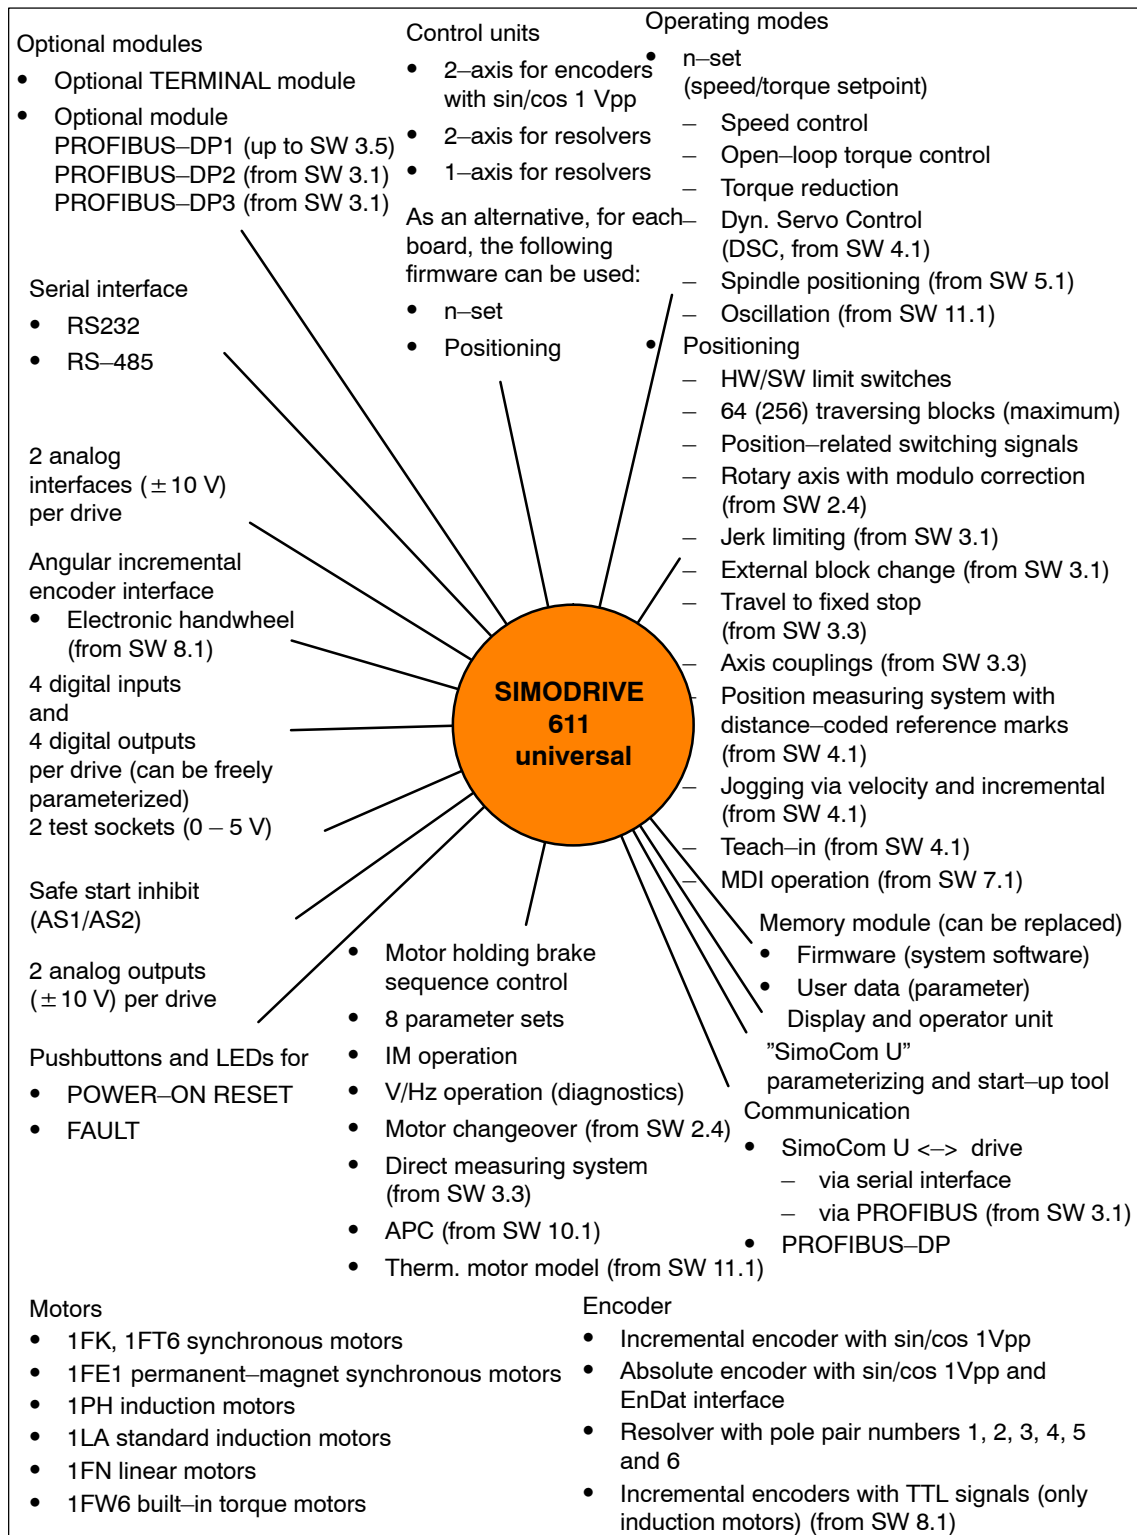 Optional modules
• Optional TERMINAL module
• Optional module
PROFIBUS–DP1 (up to SW 3.5)
PROFIBUS–DP2 (from SW 3.1)
PROFIBUS–DP3 (from SW 3.1)
Serial interface
• RS232
• RS–485
2 analog
interfaces (±10 V)
per drive
Angular incremental
encoder interface
• Electronic handwheel
(from SW 8.1)
4 digital inputs
and
4 digital outputs
per drive (can be freely
parameterized)
2 test sockets (0 – 5 V)
Safe start inhibit
(AS1/AS2)
2 analog outputs
(±10 V) per drive
Pushbuttons and LEDs for
• POWER–ON RESET
• FAULT
Control units
• 2–axis for encoders
with sin/cos 1 Vpp
• 2–axis for resolvers
• 1–axis for resolvers
As an alternative, for each
board, the following
firmware can be used:
• n–set
• Positioning
SIMODRIVE
611
universal
• Motor holding brake
sequence control
• 8 parameter sets
• IM operation
• V/Hz operation (diagnostics)
• Motor changeover (from SW 2.4)
• Direct measuring system
(from SW 3.3)
• APC (from SW 10.1)
• Therm. motor model (from SW 11.1)
Operating modes
• n–set
(speed/torque setpoint)
– Speed control
– Open–loop torque control
– Torque reduction
– Dyn. Servo Control
(DSC, from SW 4.1)
– Spindle positioning (from SW 5.1)
– Oscillation (from SW 11.1)
• Positioning
– HW/SW limit switches
– 64 (256) traversing blocks (maximum)
– Position–related switching signals
– Rotary axis with modulo correction
(from SW 2.4)
– Jerk limiting (from SW 3.1)
– External block change (from SW 3.1)
– Travel to fixed stop
(from SW 3.3)
– Axis couplings (from SW 3.3)
– Position measuring system with
distance–coded reference marks
(from SW 4.1)
– Jogging via velocity and incremental
(from SW 4.1)
– Teach–in (from SW 4.1)
– MDI operation (from SW 7.1)
Memory module (can be replaced)
• Firmware (system software)
• User data (parameter)
Display and operator unit
”SimoCom U”
parameterizing and start–up tool
Communication
• SimoCom U <–> drive
– via serial interface
– via PROFIBUS (from SW 3.1)
• PROFIBUS–DP
Motors
• 1FK, 1FT6 synchronous motors
• 1FE1 permanent–magnet synchronous motors
• 1PH induction motors
• 1LA standard induction motors
• 1FN linear motors
• 1FW6 built–in torque motors
Encoder
• Incremental encoder with sin/cos 1Vpp
• Absolute encoder with sin/cos 1Vpp and
EnDat interface
• Resolver with pole pair numbers 1, 2, 3, 4, 5
and 6
• Incremental encoders with TTL signals (only
induction motors) (from SW 8.1)